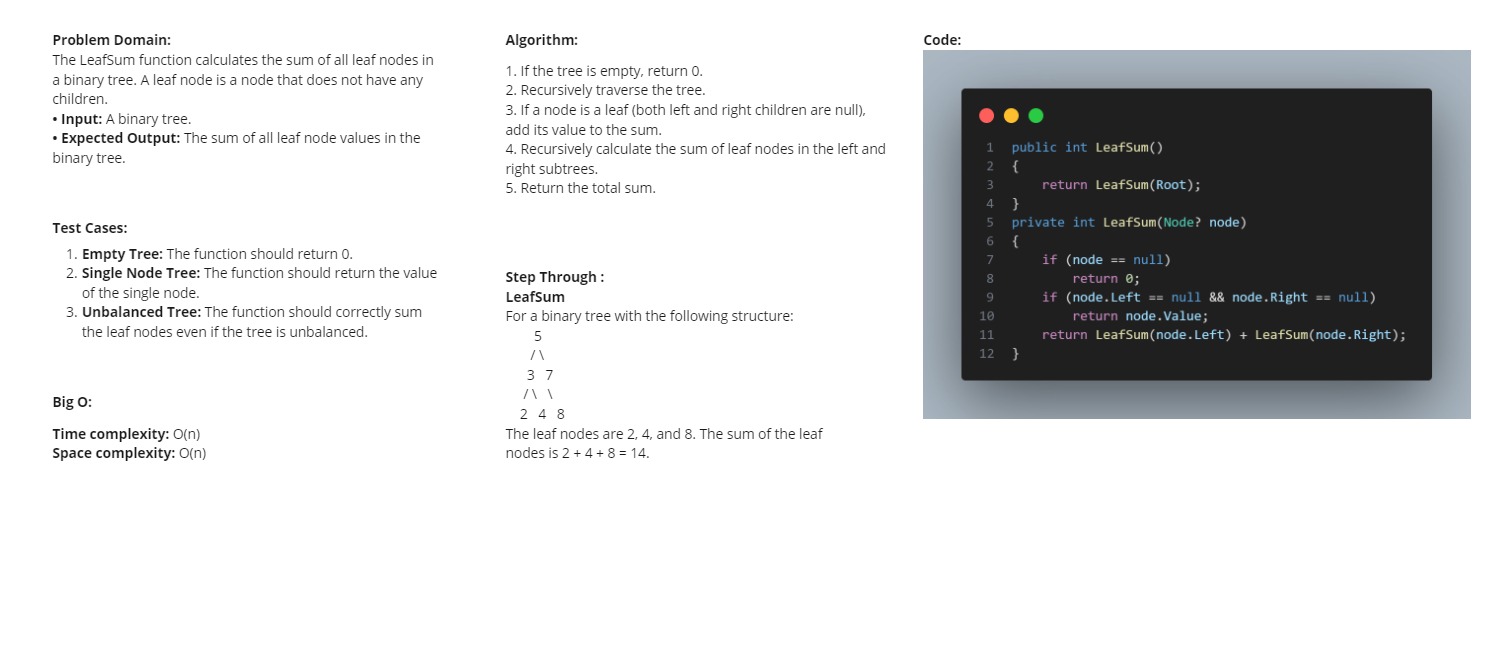 Problem Domain:
The LeafSum function calculates the sum of all leaf nodes in
a binary tree. A leaf node is a node that does not have any
children.
• Input: A binary tree.
• Expected Output: The sum of all leaf node values in the
binary tree.
Test Cases:
1. Empty Tree: The function should return 0.
2. Single Node Tree: The function should return the value
of the single node.
3. Unbalanced Tree: The function should correctly sum
the leaf nodes even if the tree is unbalanced.
Big O:
Time complexity: O(n)
Space complexity: O(n)
Algorithm:
1. If the tree is empty, return 0.
2. Recursively traverse the tree.
3. If a node is a leaf (both left and right children are null),
add its value to the sum.
4. Recursively calculate the sum of leaf nodes in the left and
right subtrees.
5. Return the total sum.
Step Through :
LeafSum
For a binary tree with the following structure:
5
/ \
3 7
/ \ \
2 4 8
The leaf nodes are 2, 4, and 8. The sum of the leaf
nodes is 2 + 4 + 8 = 14.
Code:
1 public int LeafSum()
2 {
3 return LeafSum(Root);
4 }
5 private int LeafSum(Node? node)
6 {
7 if (node == null)
8 return 0;
9 if (node.Left == null && node.Right == null)
10 return node.Value;
11 return LeafSum(node.Left) + LeafSum(node.Right);
12 }